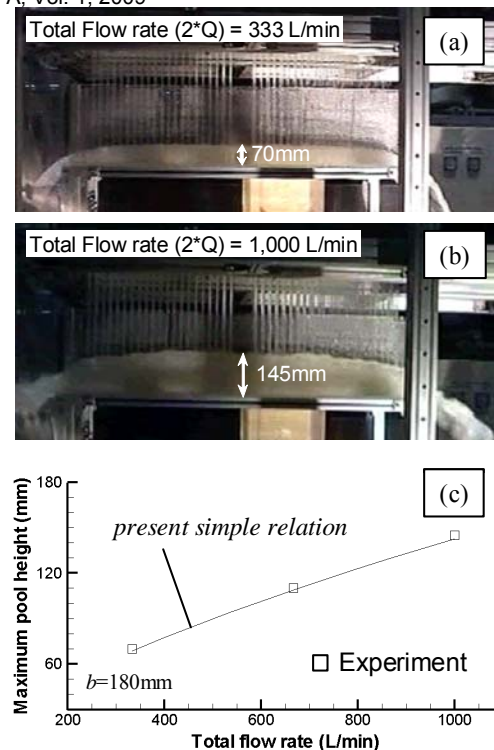 A, Vol. 1, 2009
Total Flow rate (2*Q) = 333 L/min
(a)
70mm
Total Flow rate (2*Q) = 1,000 L/min
(b)
145mm
(c)
Maximum pool height (mm)
180
120
60
present simple relation
b=180mm
Experiment
200
400
600
800
1000
Total flow rate (L/min)